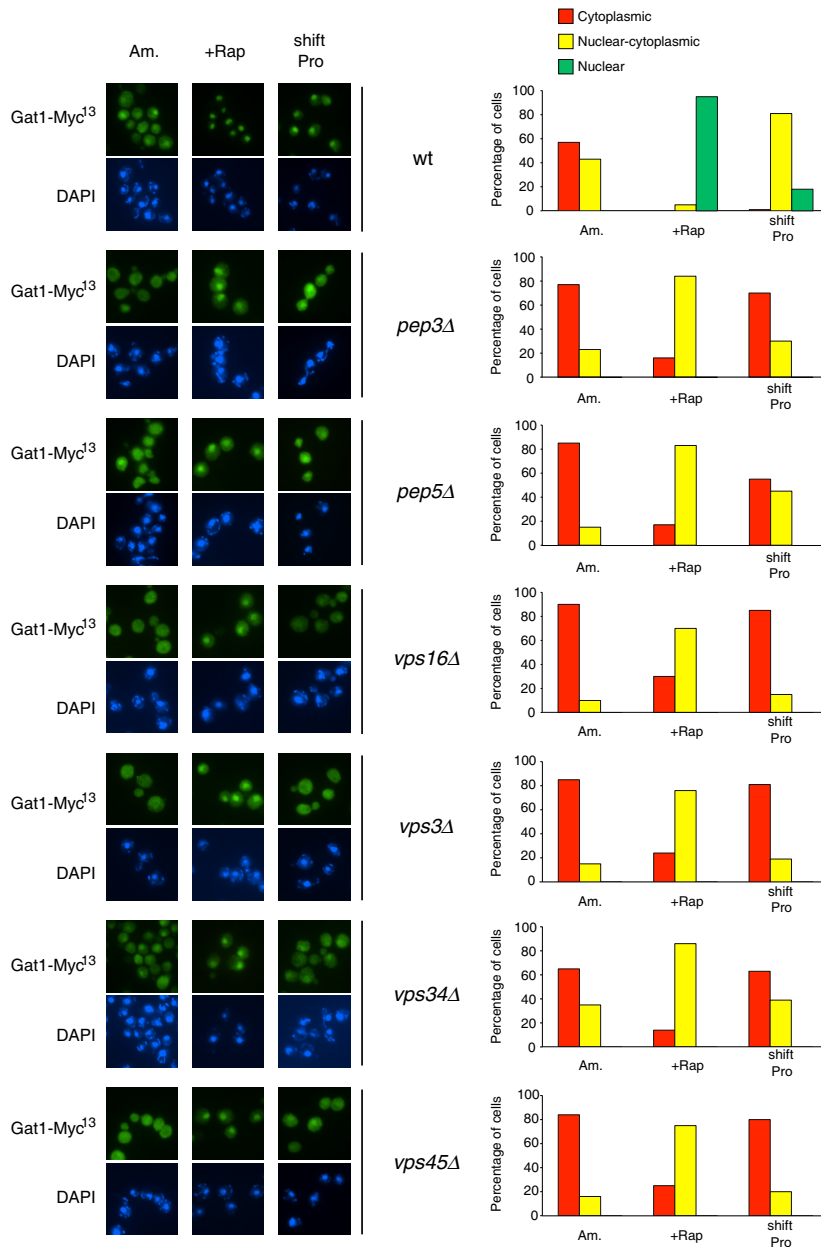 Cytoplasmic
Nuclear-cytoplasmic
Nuclear
Am.
+Rap
shift
Pro
Gat1-Myc13
DAPI
wt
Percentage of cells
100
80
60
40
20
0
Am.
+Rap
shift
Pro
Gat1-Myc13
DAPI
pep3Δ
Percentage of cells
100
80
60
40
20
0
Am.
+Rap
shift
Pro
Gat1-Myc13
DAPI
pep5Δ
Percentage of cells
100
80
60
40
20
0
Am.
+Rap
shift
Pro
Gat1-Myc13
DAPI
vps16Δ
Percentage of cells
100
80
60
40
20
0
Am.
+Rap
shift
Pro
Gat1-Myc13
DAPI
vps3Δ
Percentage of cells
100
80
60
40
20
0
Am.
+Rap
shift
Pro
Gat1-Myc13
DAPI
vps34Δ
Percentage of cells
100
80
60
40
20
0
Am.
+Rap
shift
Pro
Gat1-Myc13
DAPI
vps45Δ
Percentage of cells
100
80
60
40
20
0
Am.
+Rap
shift
Pro